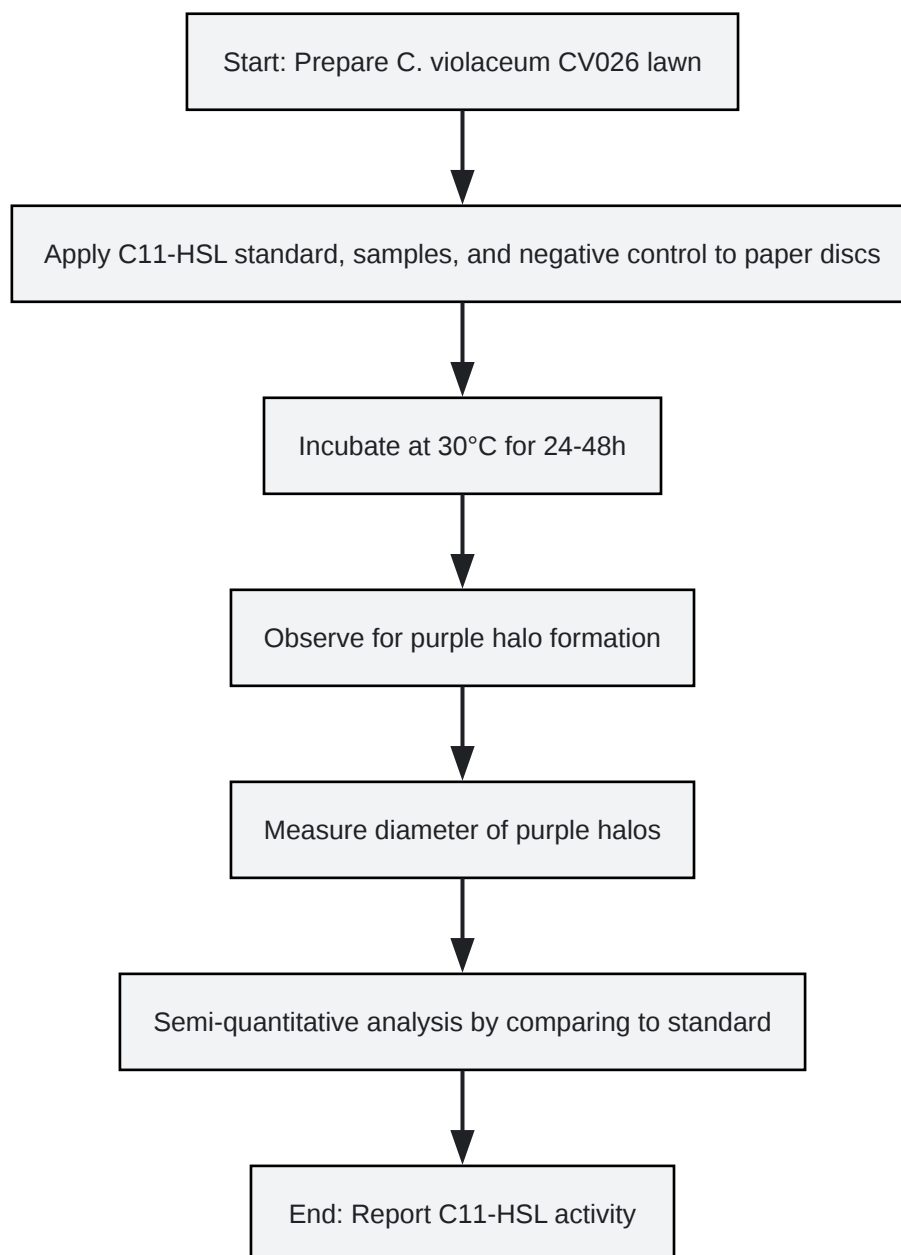 Start: Prepare C. violaceum CV026 lawn
Apply C11-HSL standard, samples, and negative control to paper discs
Incubate at 30°C for 24-48h
Observe for purple halo formation
Measure diameter of purple halos
Semi-quantitative analysis by comparing to standard
End: Report C11-HSL activity